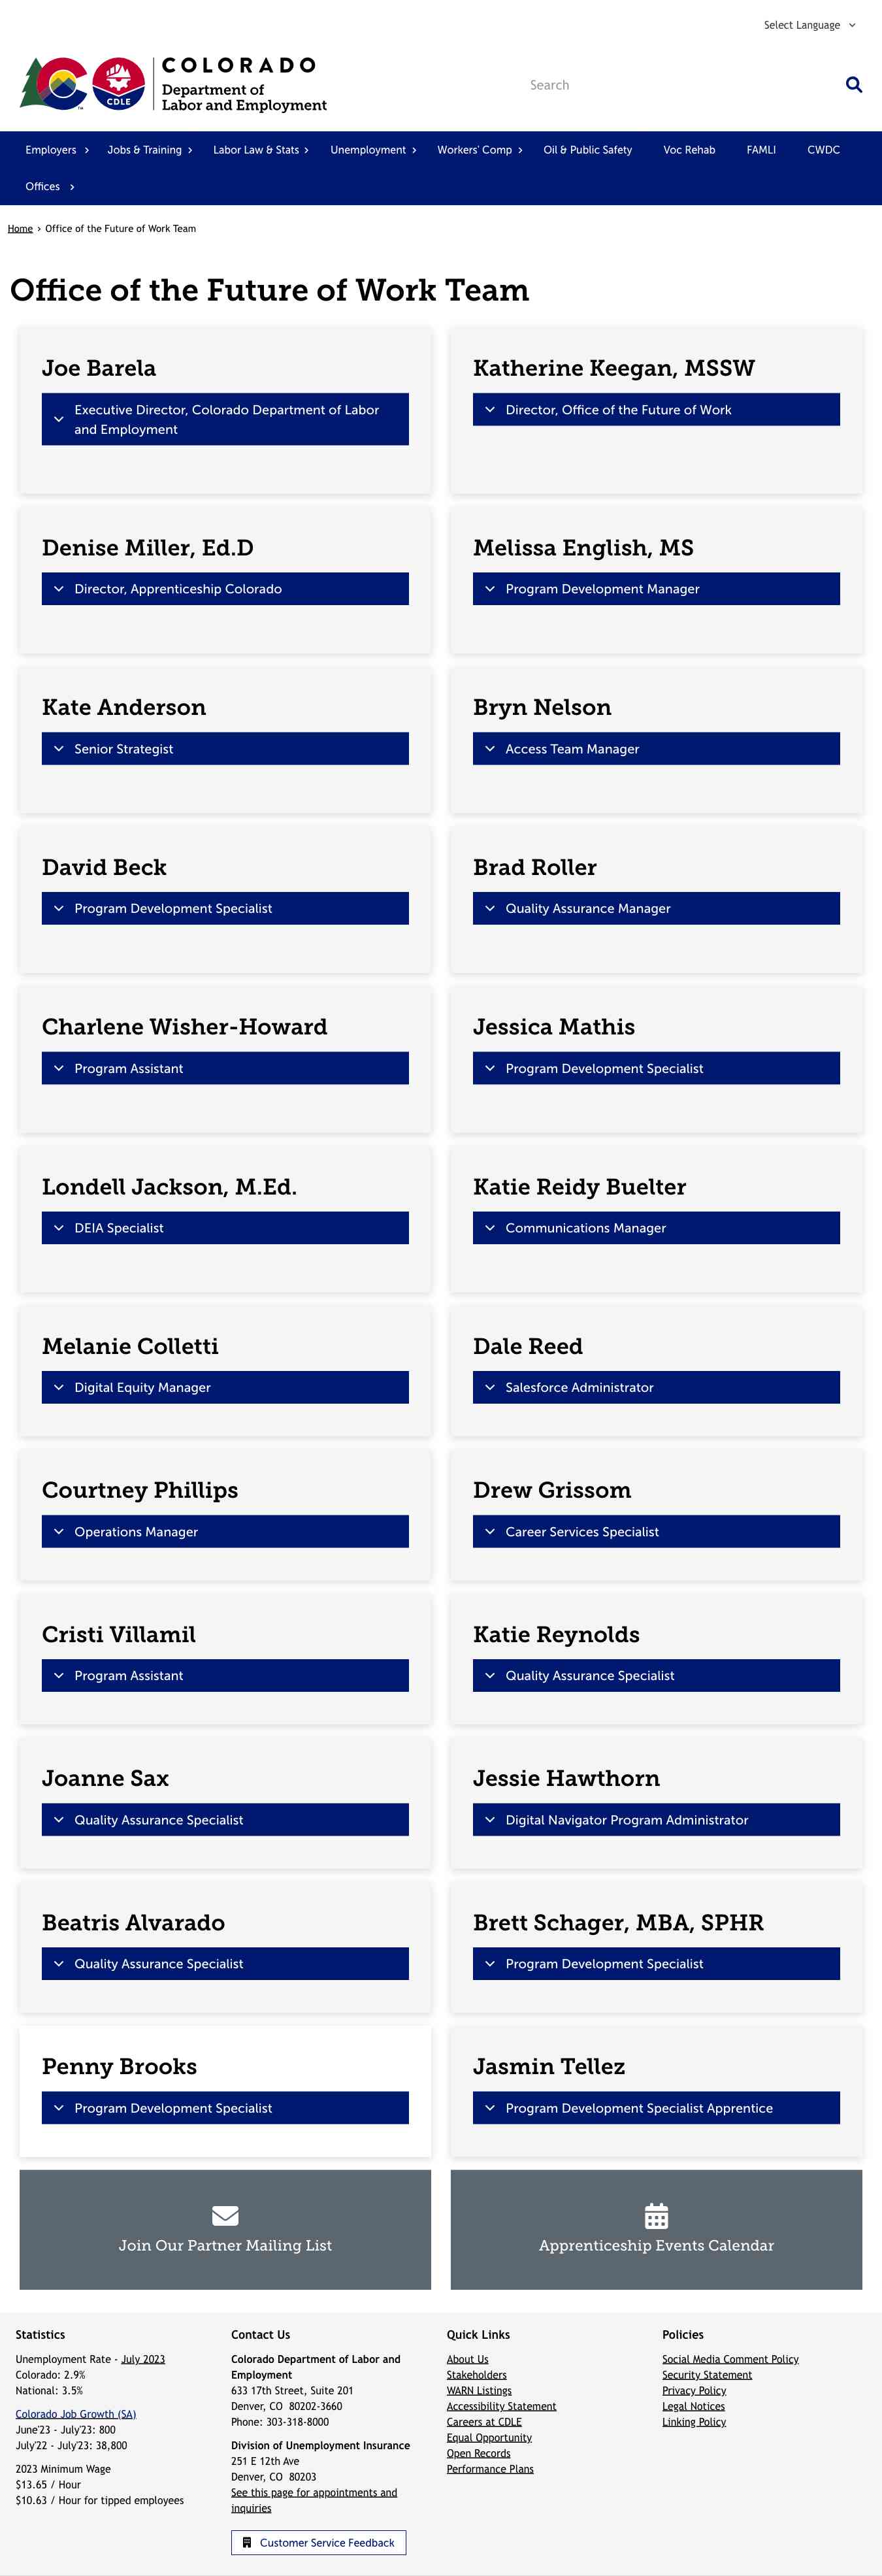 Select Language
COLORADO
Department of
Labor and Employment
CDLE
Search
Employers
Jobs & Training
Labor Law & Stats
Unemployment
Workers' Comp
Oil & Public Safety
Voc Rehab
FAMLI
CWDC
Offices
Home › Office of the Future of Work Team
Office of the Future of Work Team
Joe Barela
Executive Director, Colorado Department of Labor
and Employment
Katherine Keegan, MSSW
Director, Office of the Future of Work
Denise Miller, Ed.D
Director, Apprenticeship Colorado
Melissa English, MS
Program Development Manager
Kate Anderson
Senior Strategist
Bryn Nelson
Access Team Manager
David Beck
Program Development Specialist
Brad Roller
Quality Assurance Manager
Charlene Wisher-Howard
Program Assistant
Jessica Mathis
Program Development Specialist
Londell Jackson, M.Ed.
DEIA Specialist
Katie Reidy Buelter
Communications Manager
Melanie Colletti
Digital Equity Manager
Dale Reed
Salesforce Administrator
Courtney Phillips
Operations Manager
Drew Grissom
Career Services Specialist
Cristi Villamil
Program Assistant
Katie Reynolds
Quality Assurance Specialist
Joanne Sax
Quality Assurance Specialist
Jessie Hawthorn
Digital Navigator Program Administrator
Beatris Alvarado
Quality Assurance Specialist
Brett Schager, MBA, SPHR
Program Development Specialist
Penny Brooks
Program Development Specialist
Jasmin Tellez
Program Development Specialist Apprentice
Join Our Partner Mailing List
Apprenticeship Events Calendar
Statistics
Unemployment Rate - July 2023
Colorado: 2.9%
National: 3.5%
Colorado Job Growth (SA)
June'23 - July'23: 800
July'22 - July'23: 38,800
2023 Minimum Wage
$13.65 / Hour
$10.63 / Hour for tipped employees
Contact Us
Colorado Department of Labor and
Employment
633 17th Street, Suite 201
Denver, CO 80202-3660
Phone: 303-318-8000
Division of Unemployment Insurance
251 E 12th Ave
Denver, CO 80203
See this page for appointments and
inquiries
Customer Service Feedback
Quick Links
About Us
Stakeholders
WARN Listings
Accessibility Statement
Careers at CDLE
Equal Opportunity
Open Records
Performance Plans
Policies
Social Media Comment Policy
Security Statement
Privacy Policy
Legal Notices
Linking Policy